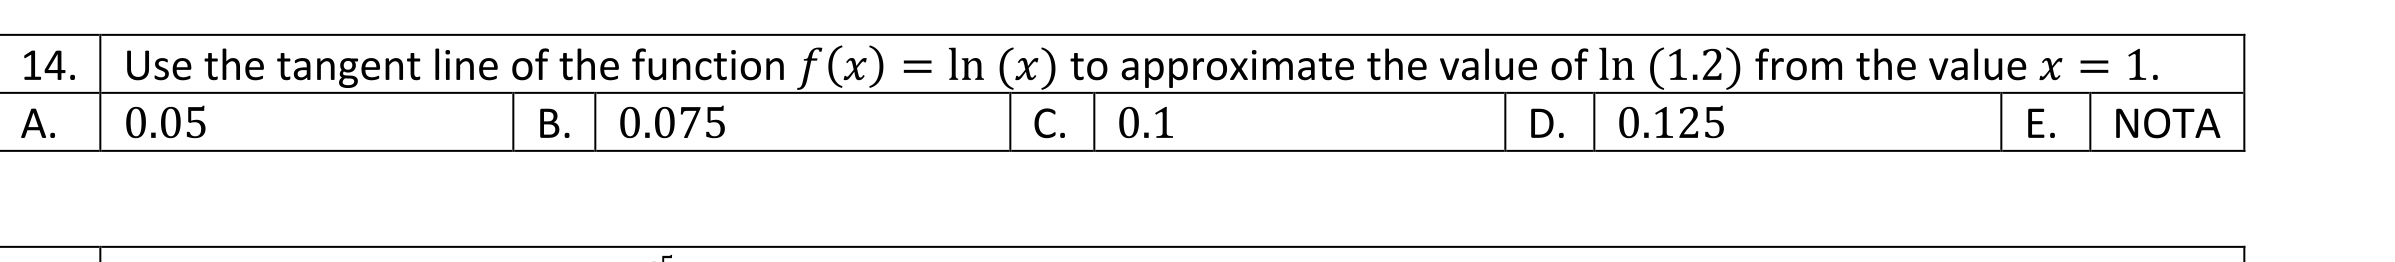 14. Use the tangent line of the function f(x) = ln (x) to approximate the value of ln (1.2) from the value x = 1.
A. 0.05 B. 0.075 C. 0.1 D. 0.125 E. NOTA